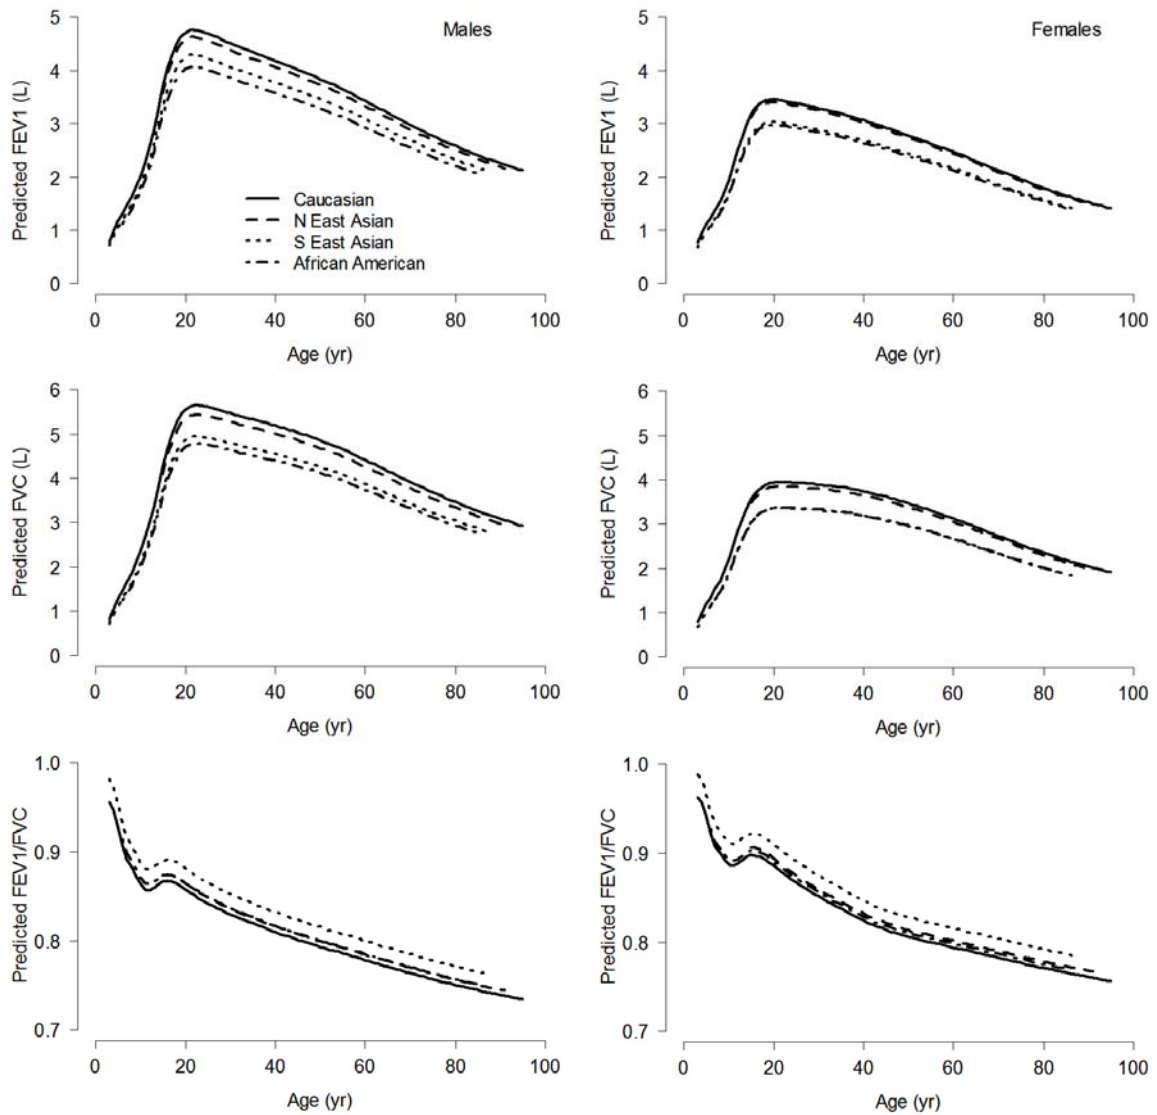 Males
Predicted FEV1 (L)
5
4
3
2
1
0
Caucasian
N East Asian
S East Asian
African American
0 20 40 60 80 100
Age (yr)
Females
Predicted FEV1 (L)
5
4
3
2
1
0
0 20 40 60 80 100
Age (yr)
Predicted FVC (L)
6
5
4
3
2
1
0
0 20 40 60 80 100
Age (yr)
Predicted FVC (L)
6
5
4
3
2
1
0
0 20 40 60 80 100
Age (yr)
Predicted FEV1/FVC
1.0
0.9
0.8
0.7
0 20 40 60 80 100
Age (yr)
Predicted FEV1/FVC
1.0
0.9
0.8
0.7
0 20 40 60 80 100
Age (yr)